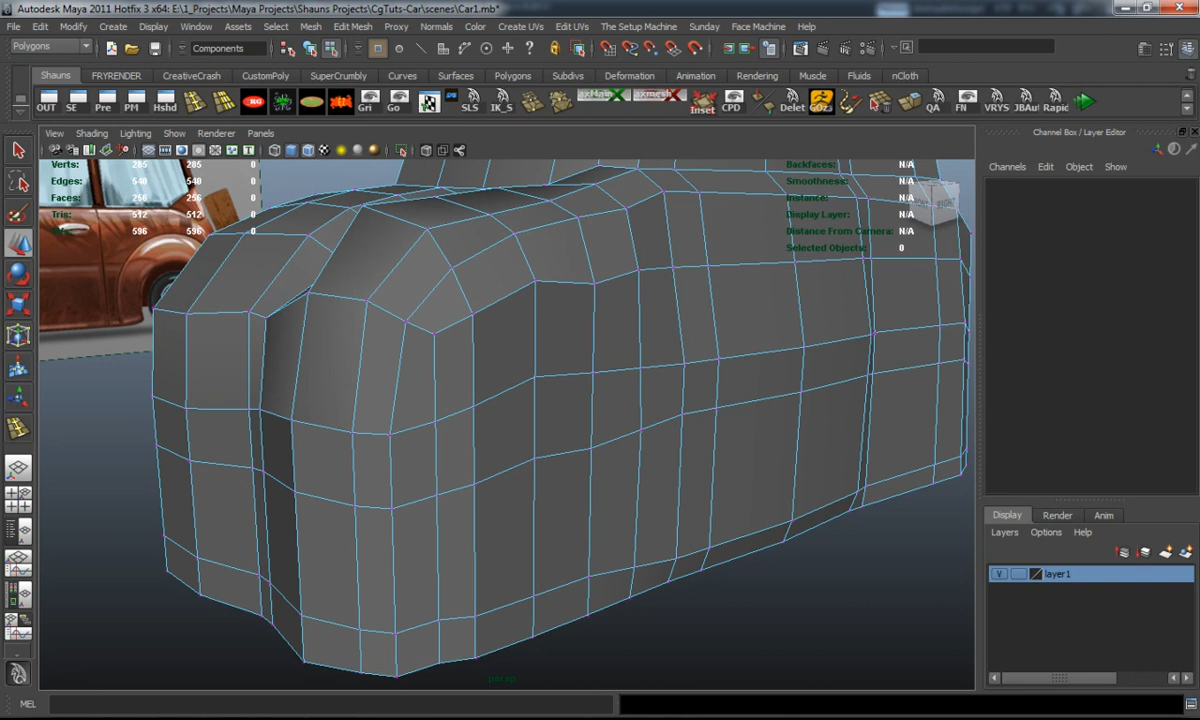 Autodesk Maya 2011 Hotfix 3 x64: E:\1_Projects\Maya Projects\Shauns Projects\CgTuts-Car\scenes\Car1.mb*
File Edit Modify Create Display Window Assets Select Mesh Edit Mesh Proxy Normals Color Create UVs Edit UVs The Setup Machine Sunday Face Machine Help
Polygons Components
Shauns FRYRENDER CreativeCrash CustomPoly SuperCrumbly Curves Surfaces Polygons Subdivs Deformation Animation Rendering Muscle Fluids nCloth
OUT SE Pre PM Hshd Gri Go SLS IK_S Inset CPD Delet GOz3 QA FN VRYS JBAu Rapid
View Shading Lighting Show Renderer Panels
Channel Box / Layer Editor
Channels Edit Object Show
Verts: 285 285 0
Edges: 540 540 0
Faces: 256 256 0
Tris: 512 512 0
596 596 0
Backfaces: N/A
Smoothness: N/A
Instance: N/A
Display Layer: N/A
Distance From Camera: N/A
Selected Objects: 0
RIGHT
persp
Display Render Anim
Layers Options Help
V layer1
MEL